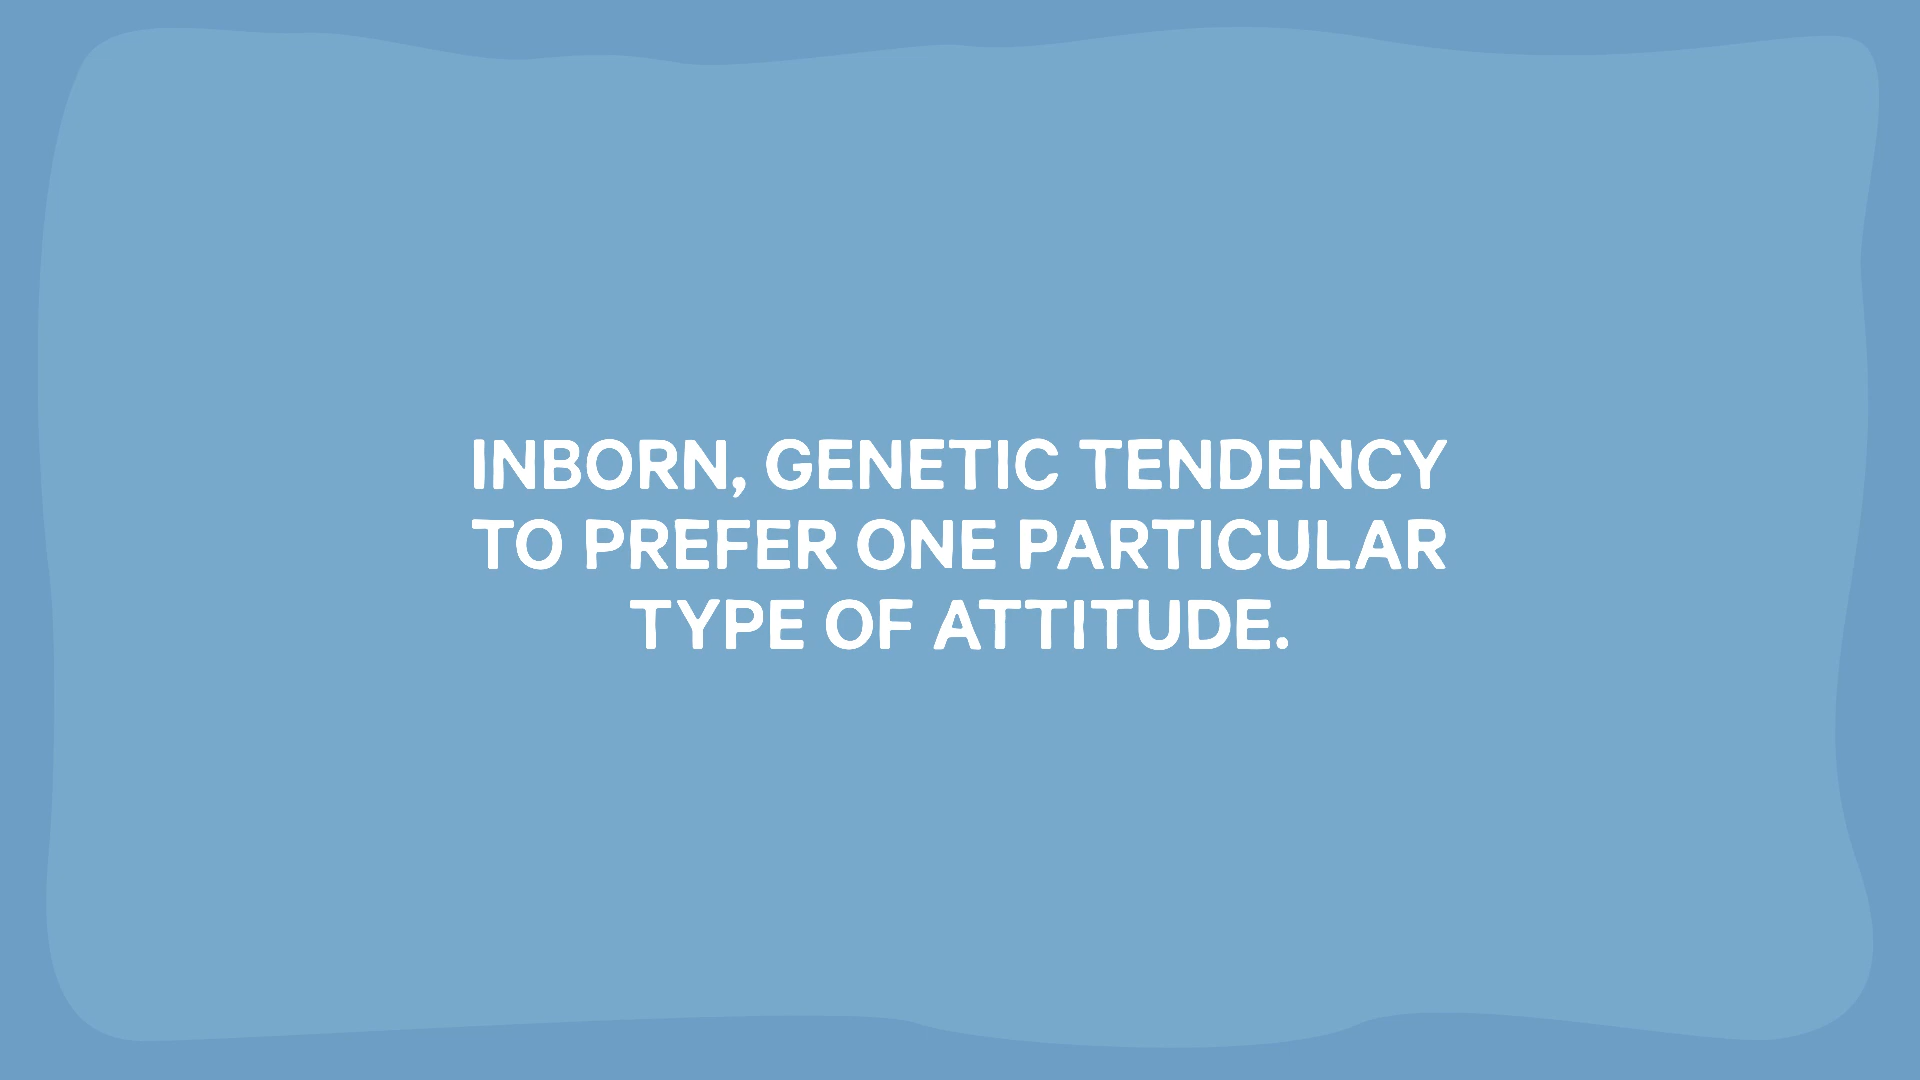 INBORN, GENETIC TENDENCY
TO PREFER ONE PARTICULAR
TYPE OF ATTITUDE.